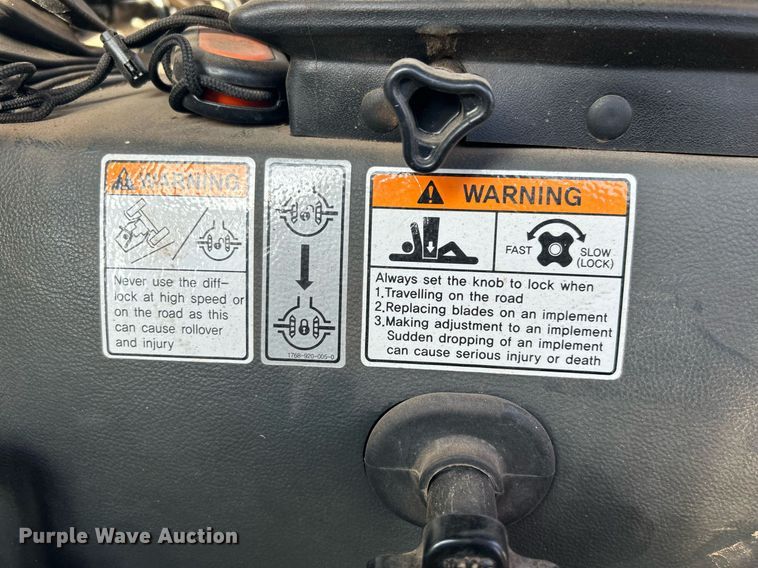 WARNING
Never use the diff-
lock at high speed or
on the road as this
can cause rollover
and injury
1768-920-005-0
WARNING
FAST
SLOW
(LOCK)
Always set the knob to lock when
1.Travelling on the road
2.Replacing blades on an implement
3.Making adjustment to an implement
Sudden dropping of an implement
can cause serious injury or death
Purple Wave Auction